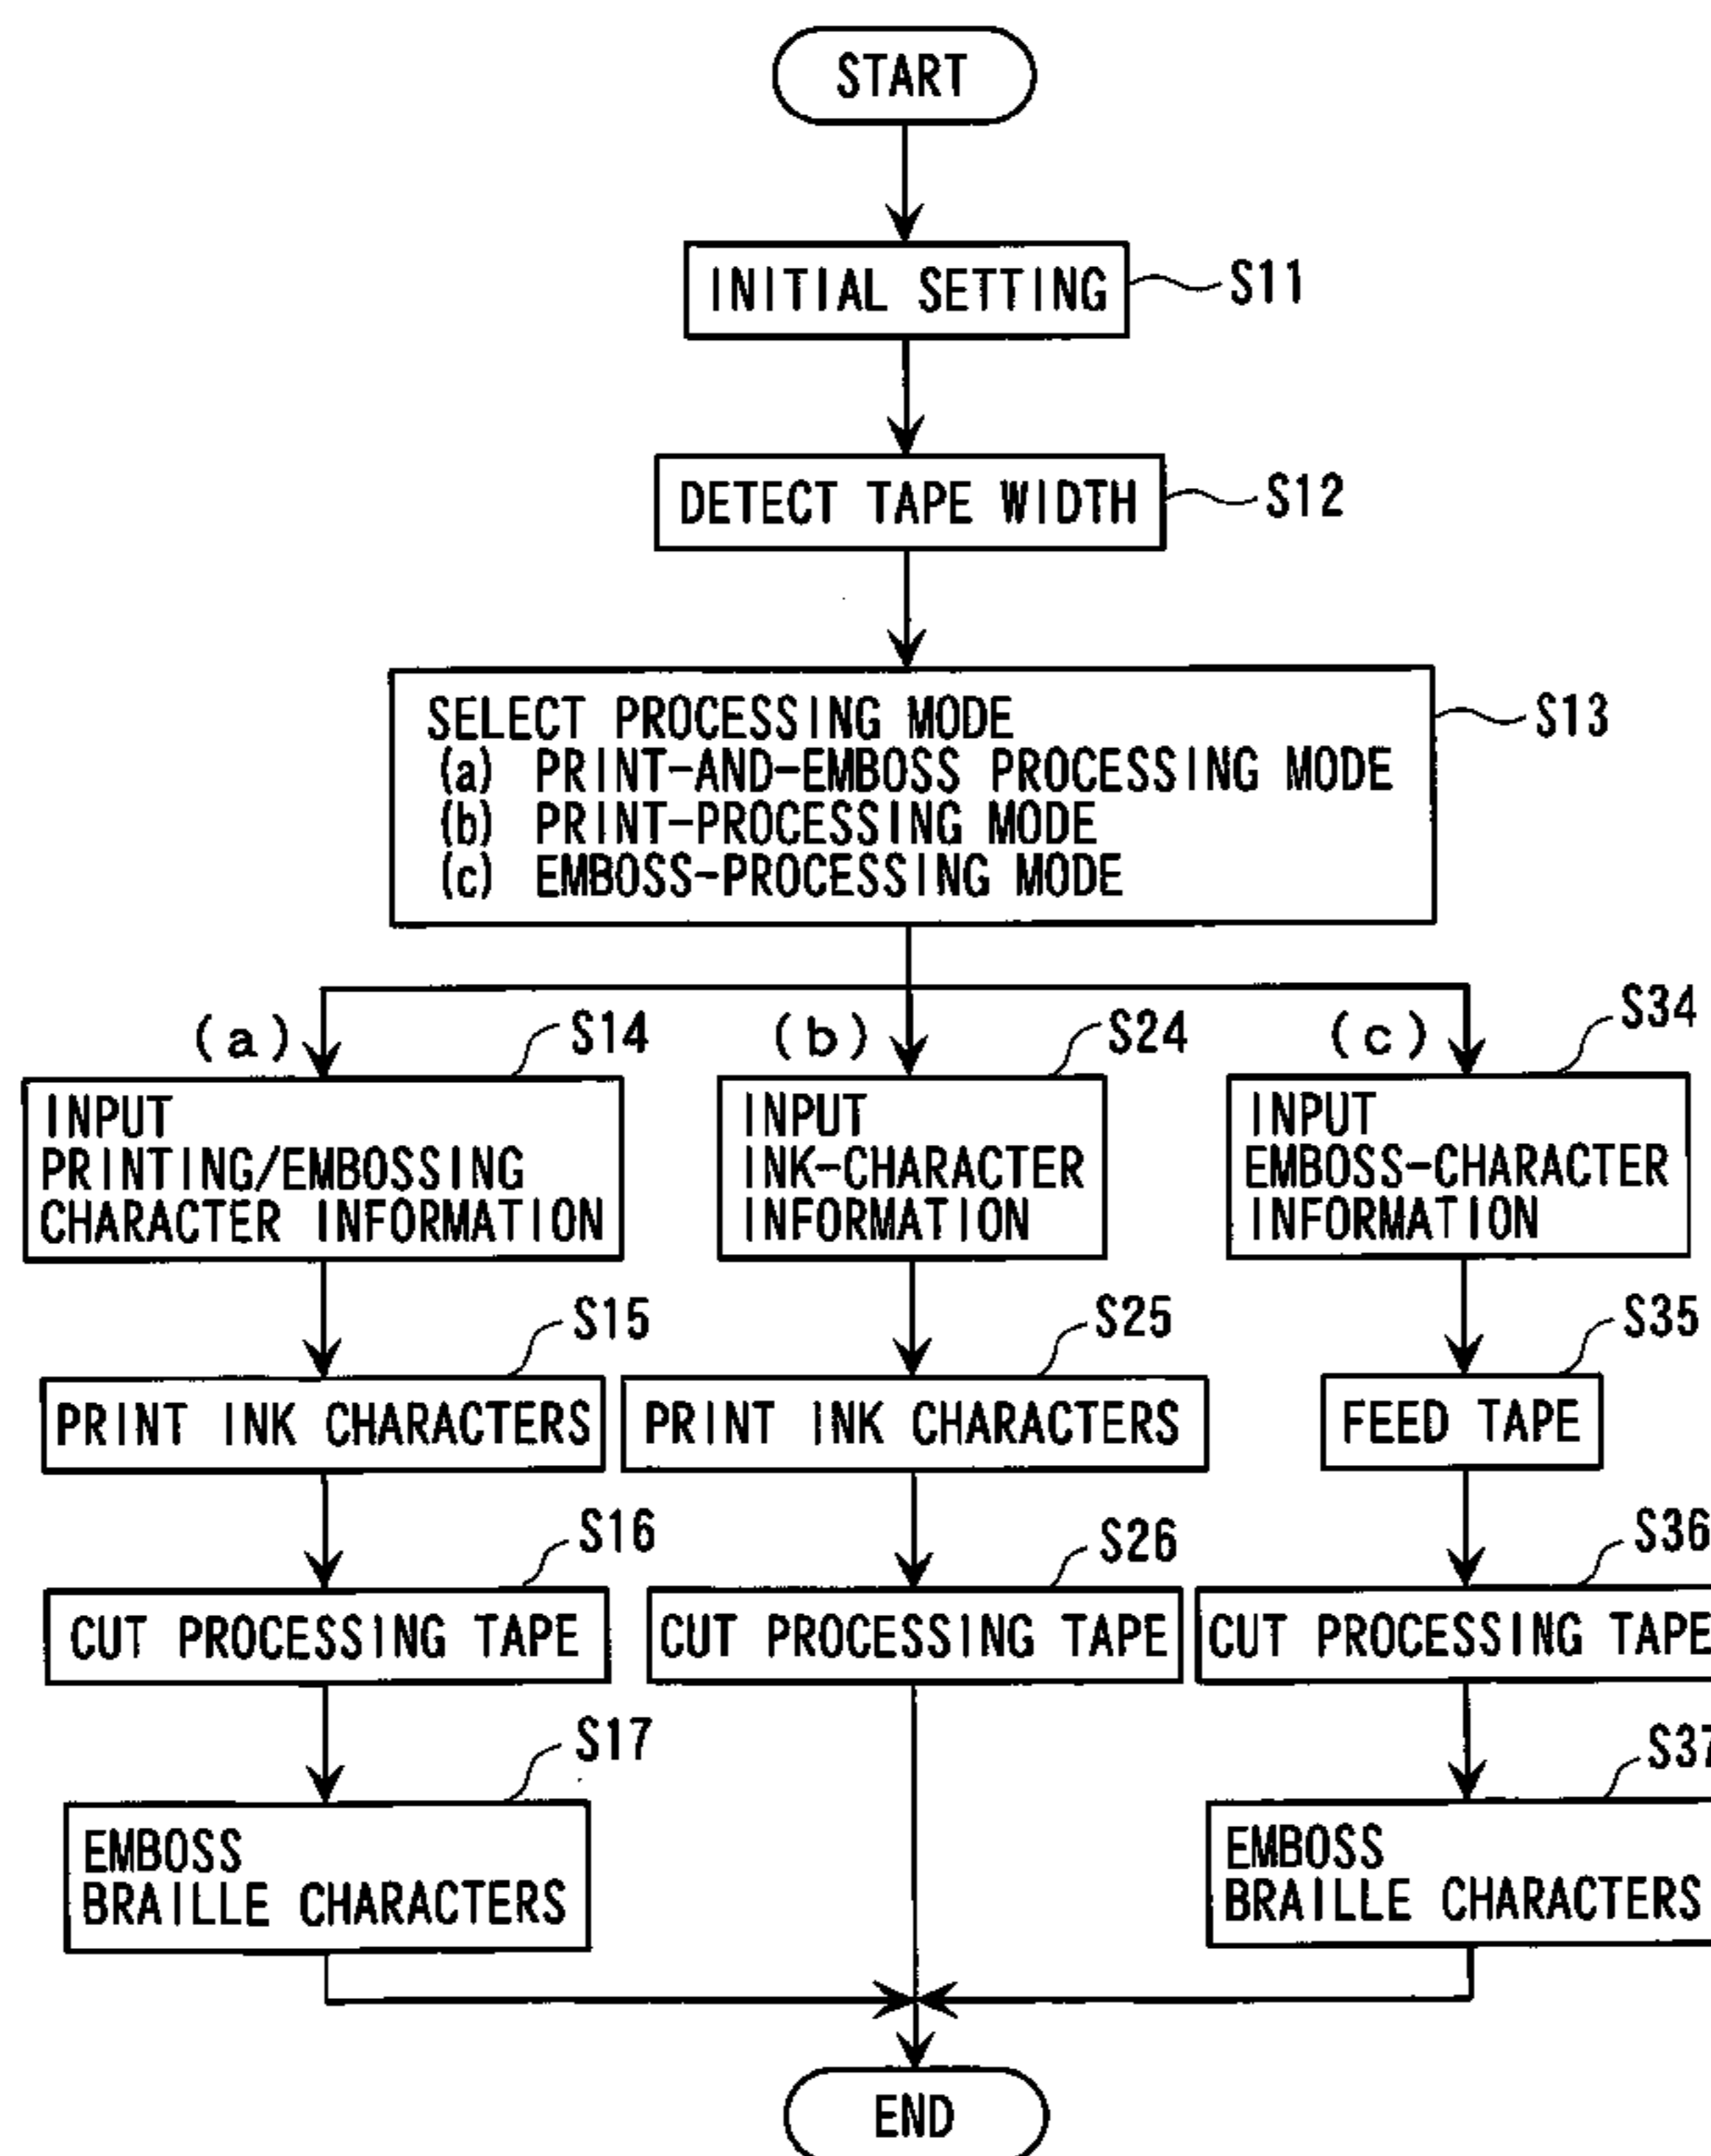 START
INITIAL SETTING
S11
DETECT TAPE WIDTH
S12
SELECT PROCESSING MODE
(a) PRINT-AND-EMBOSS PROCESSING MODE
(b) PRINT-PROCESSING MODE
(c) EMBOSS-PROCESSING MODE
S13
(a)
S14
INPUT
PRINTING/EMBOSSING
CHARACTER INFORMATION
S15
PRINT INK CHARACTERS
S16
CUT PROCESSING TAPE
S17
EMBOSS
BRAILLE CHARACTERS
(b)
S24
INPUT
INK-CHARACTER
INFORMATION
S25
PRINT INK CHARACTERS
S26
CUT PROCESSING TAPE
(c)
S34
INPUT
EMBOSS-CHARACTER
INFORMATION
S35
FEED TAPE
S36
CUT PROCESSING TAPE
S37
EMBOSS
BRAILLE CHARACTERS
END